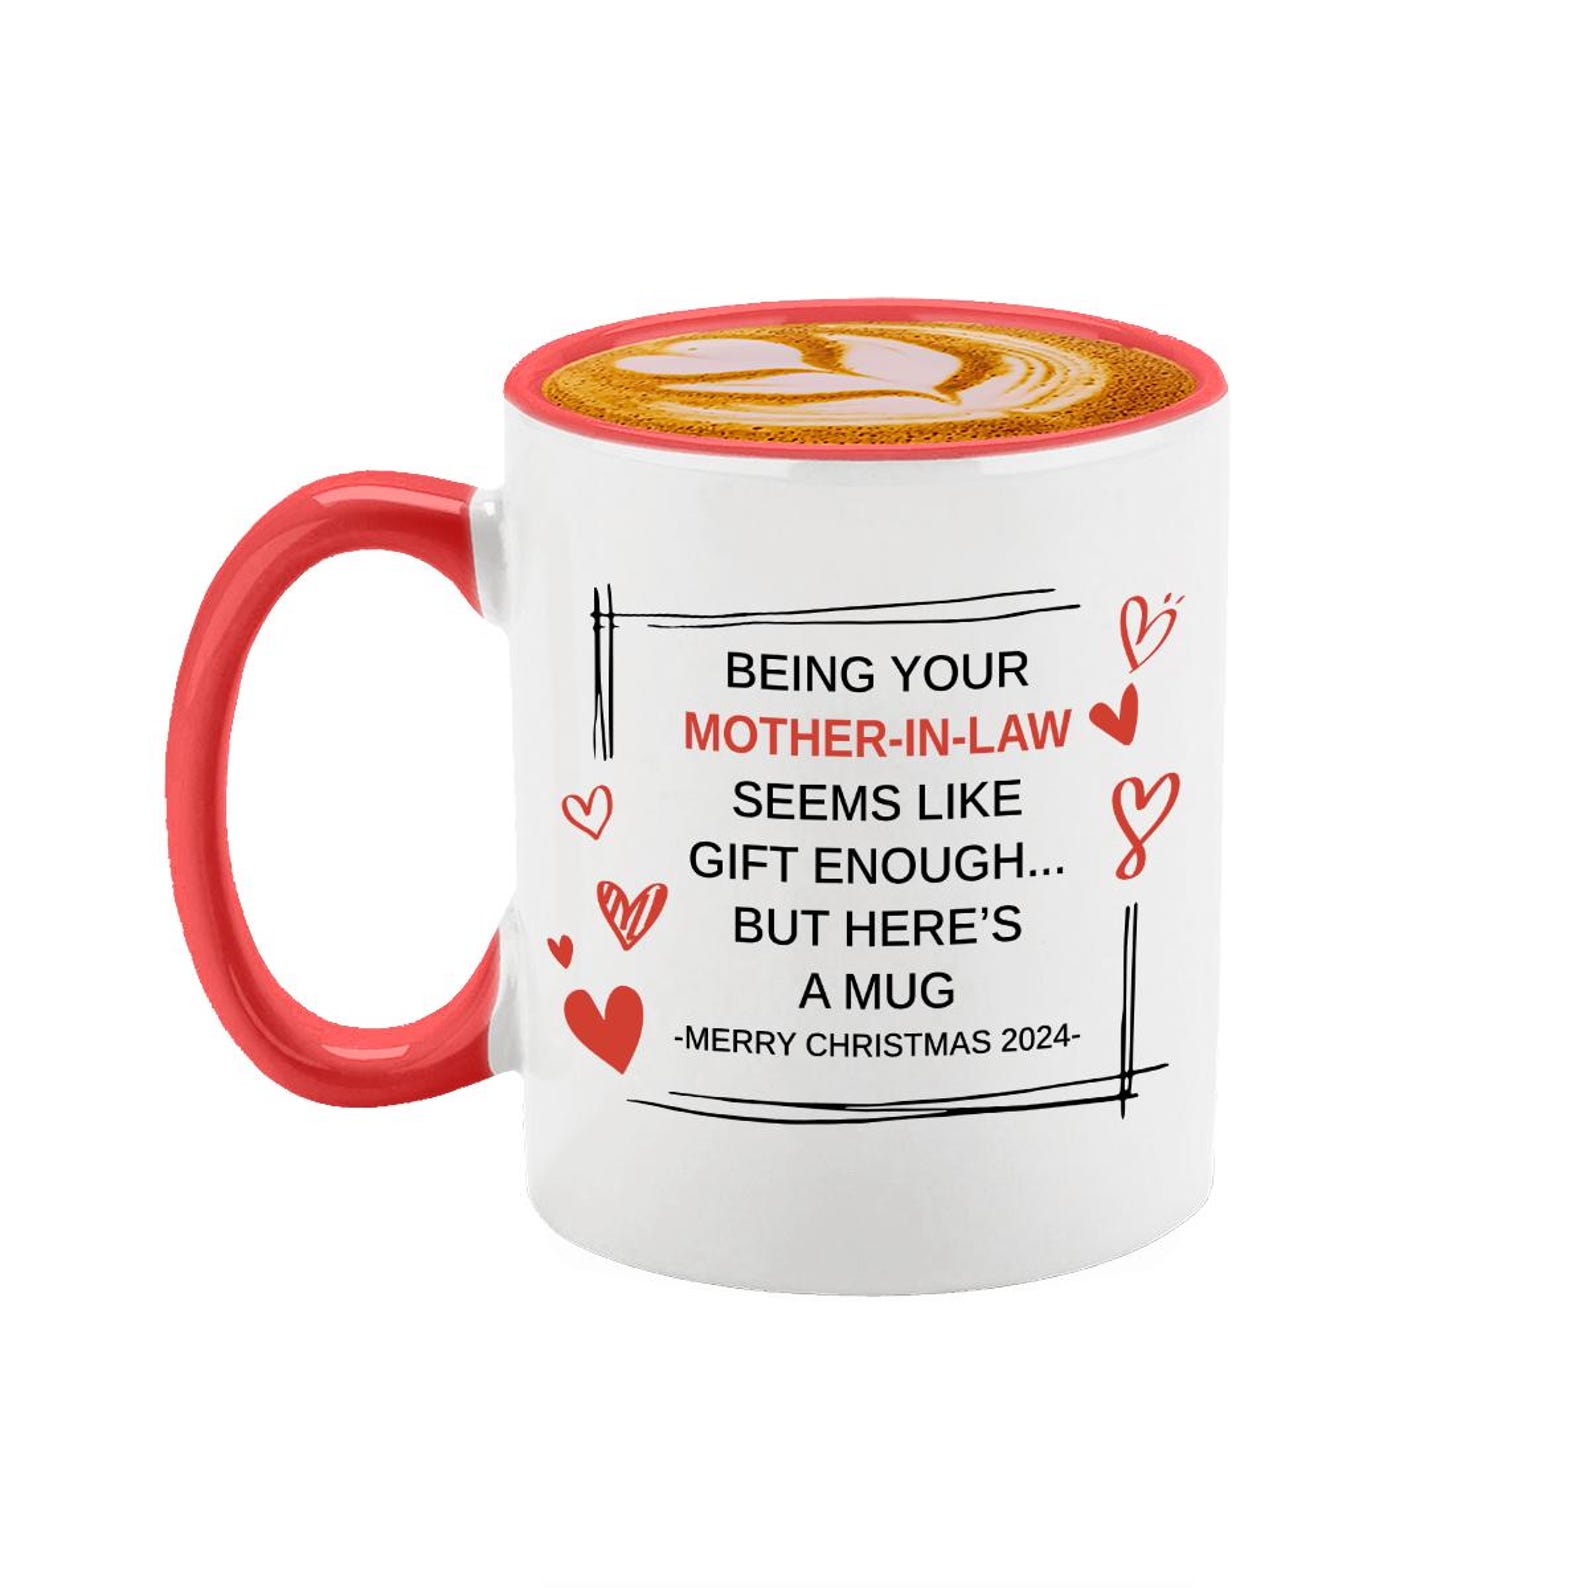 BEING YOUR
MOTHER-IN-LAW
SEEMS LIKE
GIFT ENOUGH...
BUT HERE’S
A MUG
-MERRY CHRISTMAS 2024-